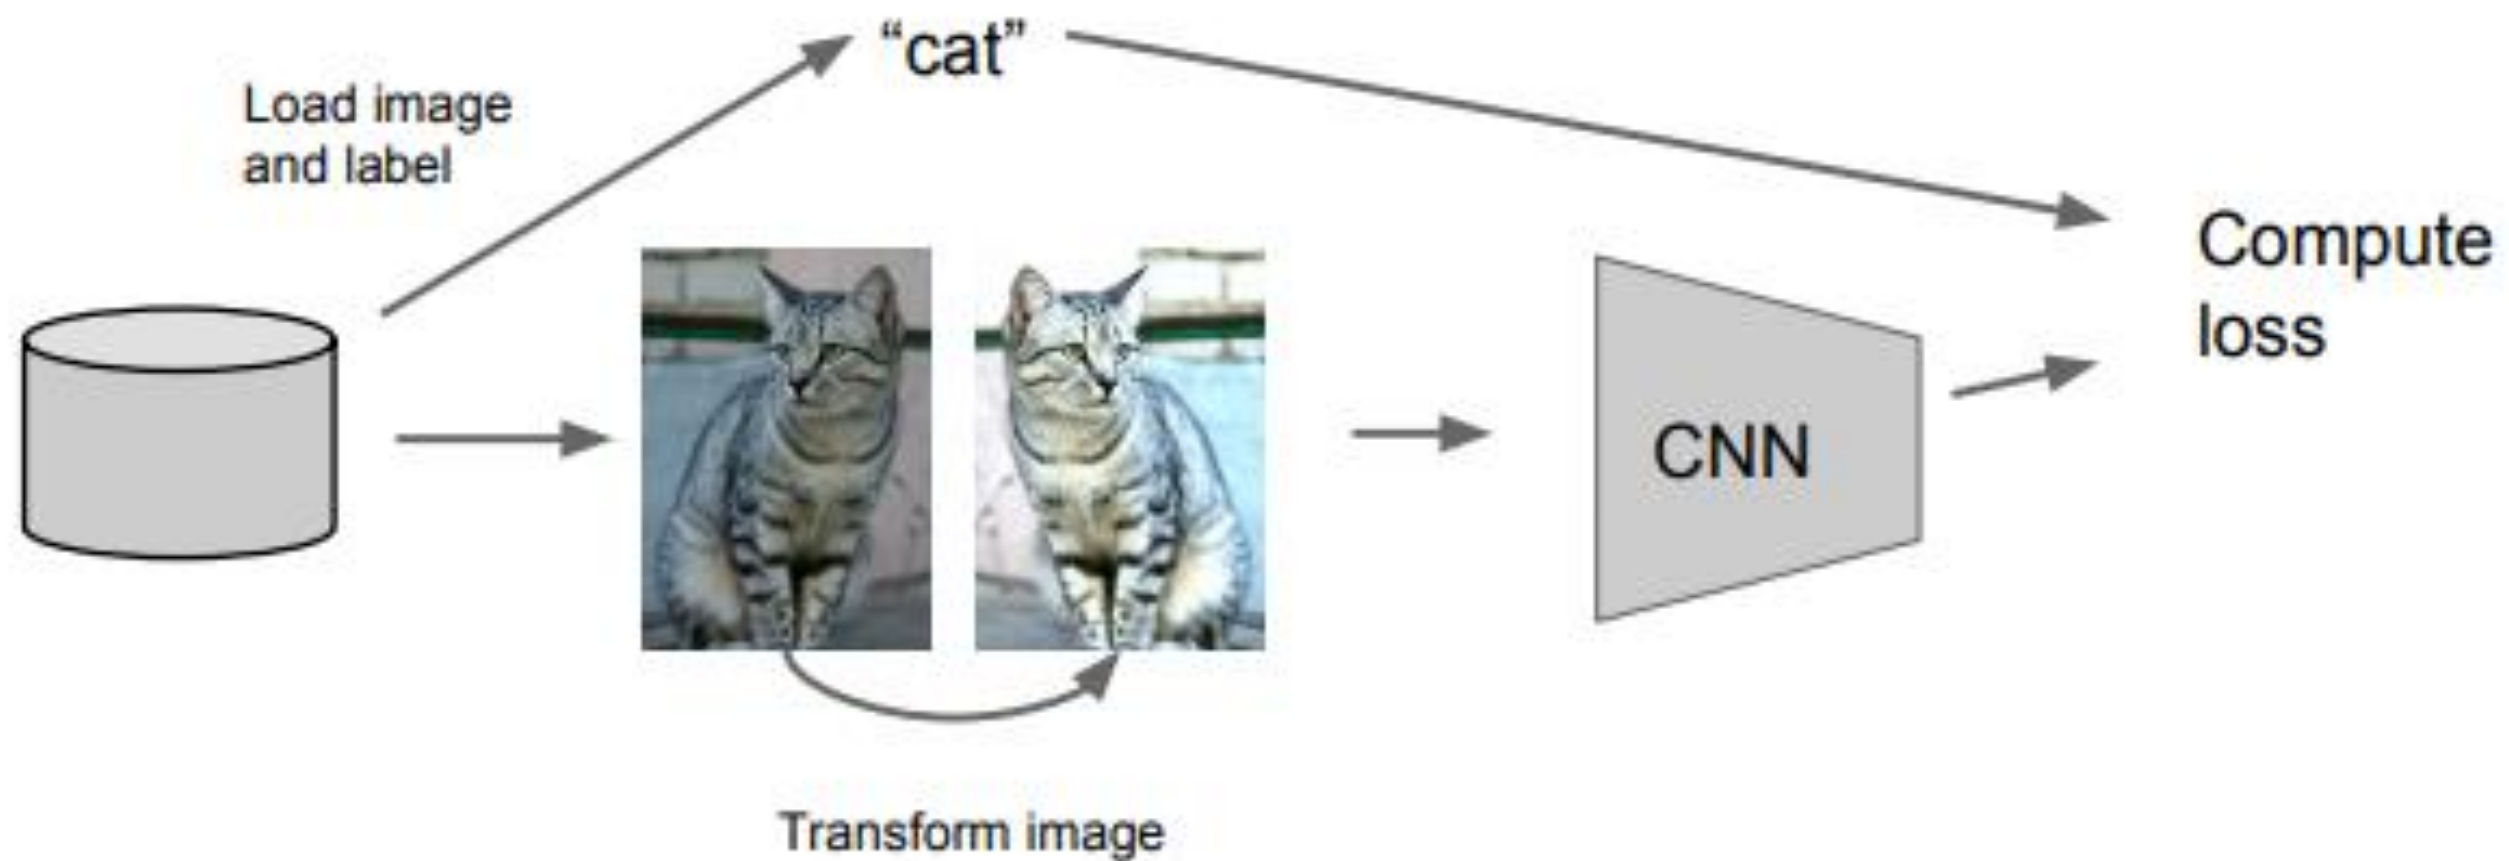 “cat”
Load image
and label
Compute
loss
CNN
Transform image